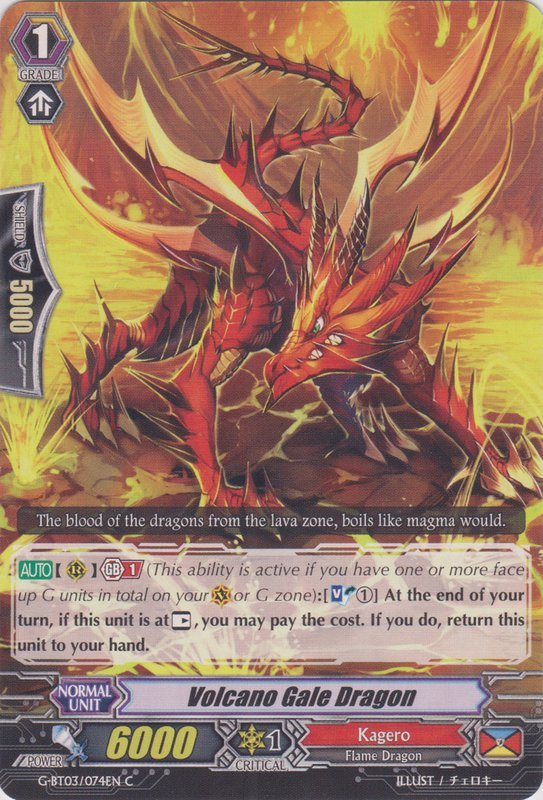 1
GRADE
SHIELD
5000
The blood of the dragons from the lava zone, boils like magma would.
AUTO【 R 】GB 1 (This ability is active if you have one or more face
up G units in total on your V or G zone):[V ①] At the end of your
turn, if this unit is at , you may pay the cost. If you do, return this
unit to your hand.
NORMAL
UNIT
Volcano Gale Dragon
POWER
6000
1
CRITICAL
Kagero
Flame Dragon
G-BT03/074EN C
ILLUST / チェロキー